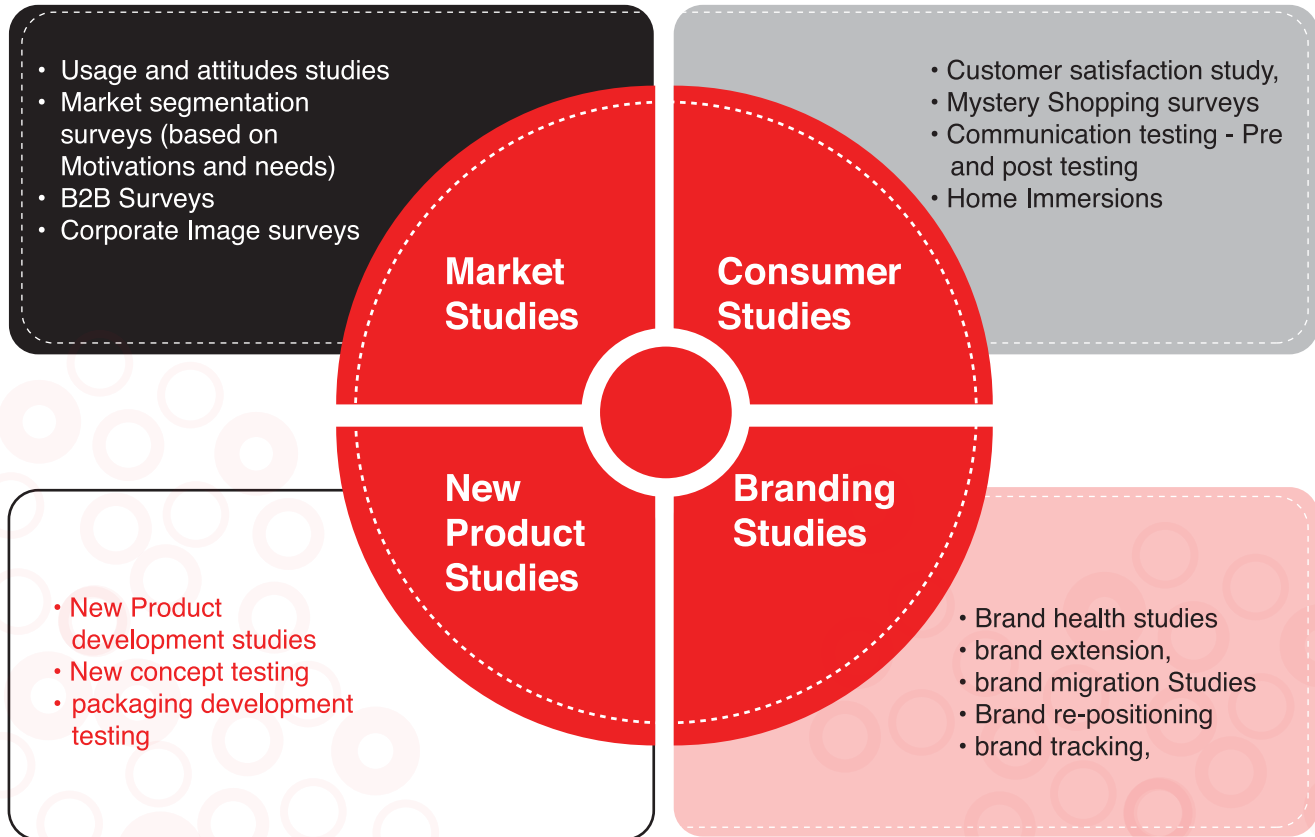 • Usage and attitudes studies
• Market segmentation
surveys (based on
Motivations and needs)
• B2B Surveys
• Corporate Image surveys
• Customer satisfaction study,
• Mystery Shopping surveys
• Communication testing - Pre
and post testing
• Home Immersions
Market
Studies
Consumer
Studies
New
Product
Studies
Branding
Studies
• New Product
development studies
• New concept testing
• packaging development
testing
• Brand health studies
• brand extension,
• brand migration Studies
• Brand re-positioning
• brand tracking,